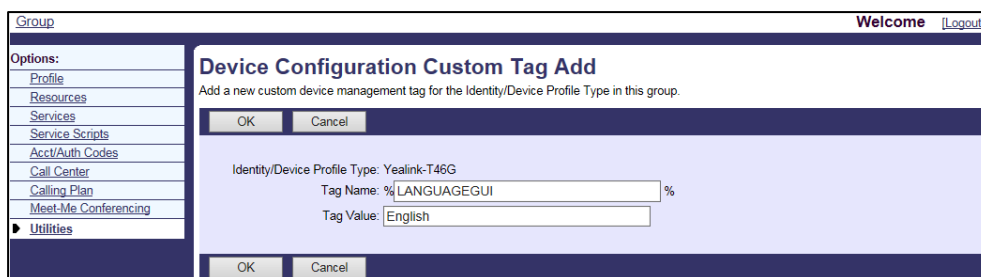 Group
Welcome [Logout
Options:
Profile
Resources
Services
Service Scripts
Acct/Auth Codes
Call Center
Calling Plan
Meet-Me Conferencing
Utilities
Device Configuration Custom Tag Add
Add a new custom device management tag for the Identity/Device Profile Type in this group.
OK Cancel
Identity/Device Profile Type: Yealink-T46G
Tag Name: %LANGUAGEGUI %
Tag Value: English
OK Cancel